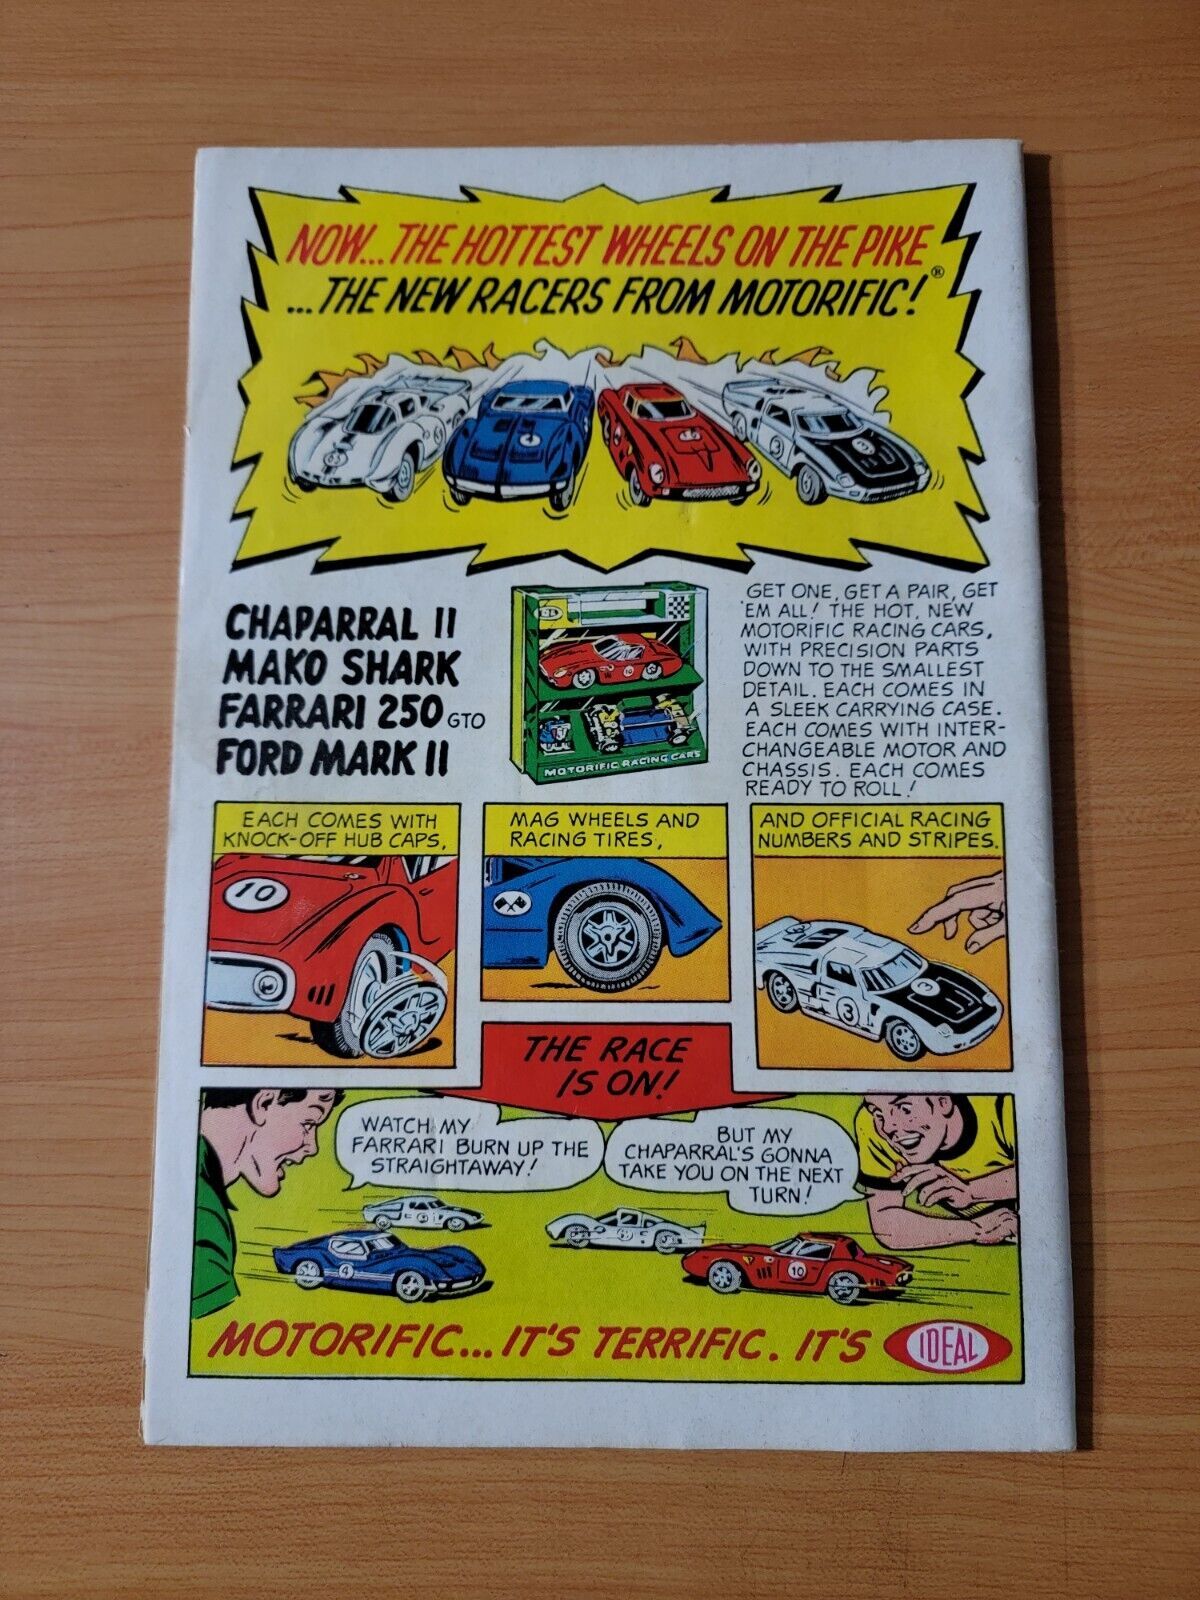 NOW...THE HOTTEST WHEELS ON THE PIKE
...THE NEW RACERS FROM MOTORIFIC!®
CHAPARRAL II
MAKO SHARK
FARRARI 250 GTO
FORD MARK II
MOTORIFIC RACING CARS
GET ONE, GET A PAIR, GET
'EM ALL! THE HOT, NEW
MOTORIFIC RACING CARS,
WITH PRECISION PARTS
DOWN TO THE SMALLEST
DETAIL. EACH COMES IN
A SLEEK CARRYING CASE.
EACH COMES WITH INTER-
CHANGEABLE MOTOR AND
CHASSIS. EACH COMES
READY TO ROLL!
EACH COMES WITH
KNOCK-OFF HUB CAPS,
10
MAG WHEELS AND
RACING TIRES,
AND OFFICIAL RACING
NUMBERS AND STRIPES.
3
3
THE RACE
IS ON!
WATCH MY
FARRARI BURN UP THE
STRAIGHTAWAY!
BUT MY
CHAPARRAL'S GONNA
TAKE YOU ON THE NEXT
TURN!
4
10
MOTORIFIC... IT'S TERRIFIC. IT'S IDEAL